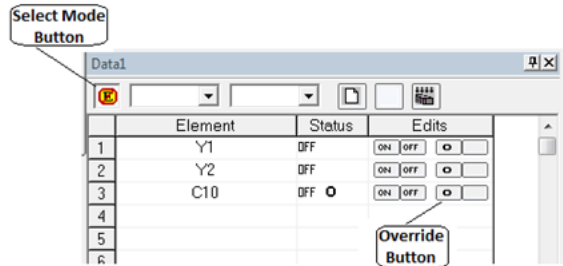 Select Mode
Button
Data1
E
Element Status Edits
1 Y1 OFF ON OFF O
2 Y2 OFF ON OFF O
3 C10 OFF O ON OFF O
4
5
6
Override
Button